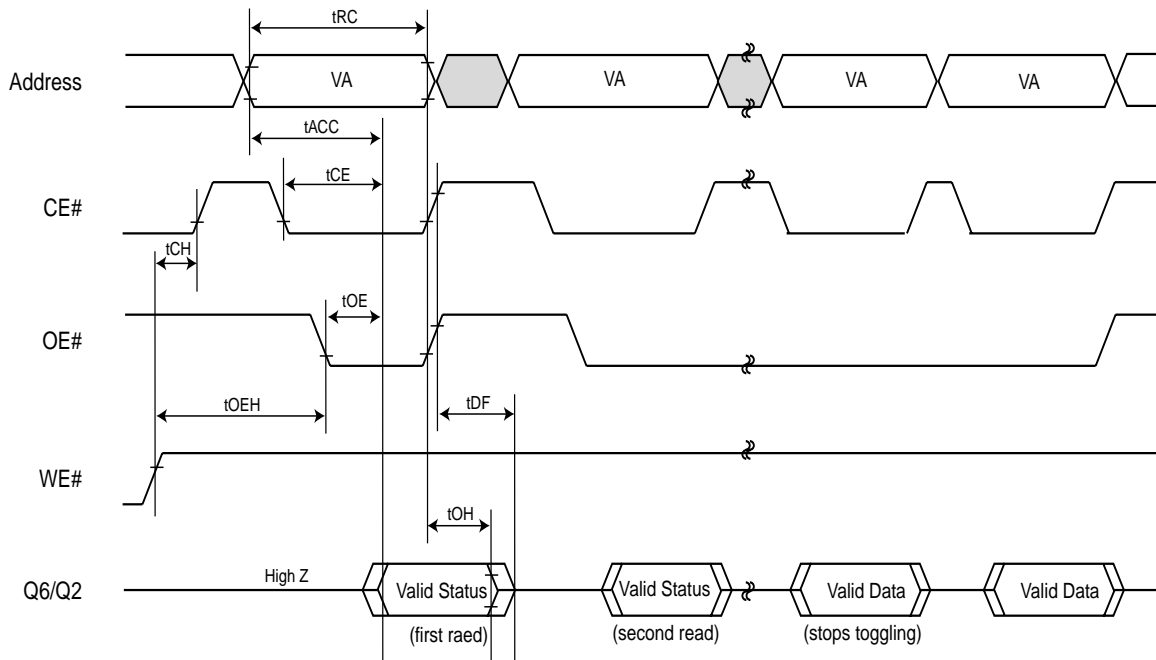 tRC
Address
VA
VA
VA
VA
tACC
tCE
CE#
tCH
tOE
OE#
tOEH
tDF
WE#
tOH
High Z
Q6/Q2
Valid Status
Valid Status
Valid Data
Valid Data
(first raed)
(second read)
(stops toggling)